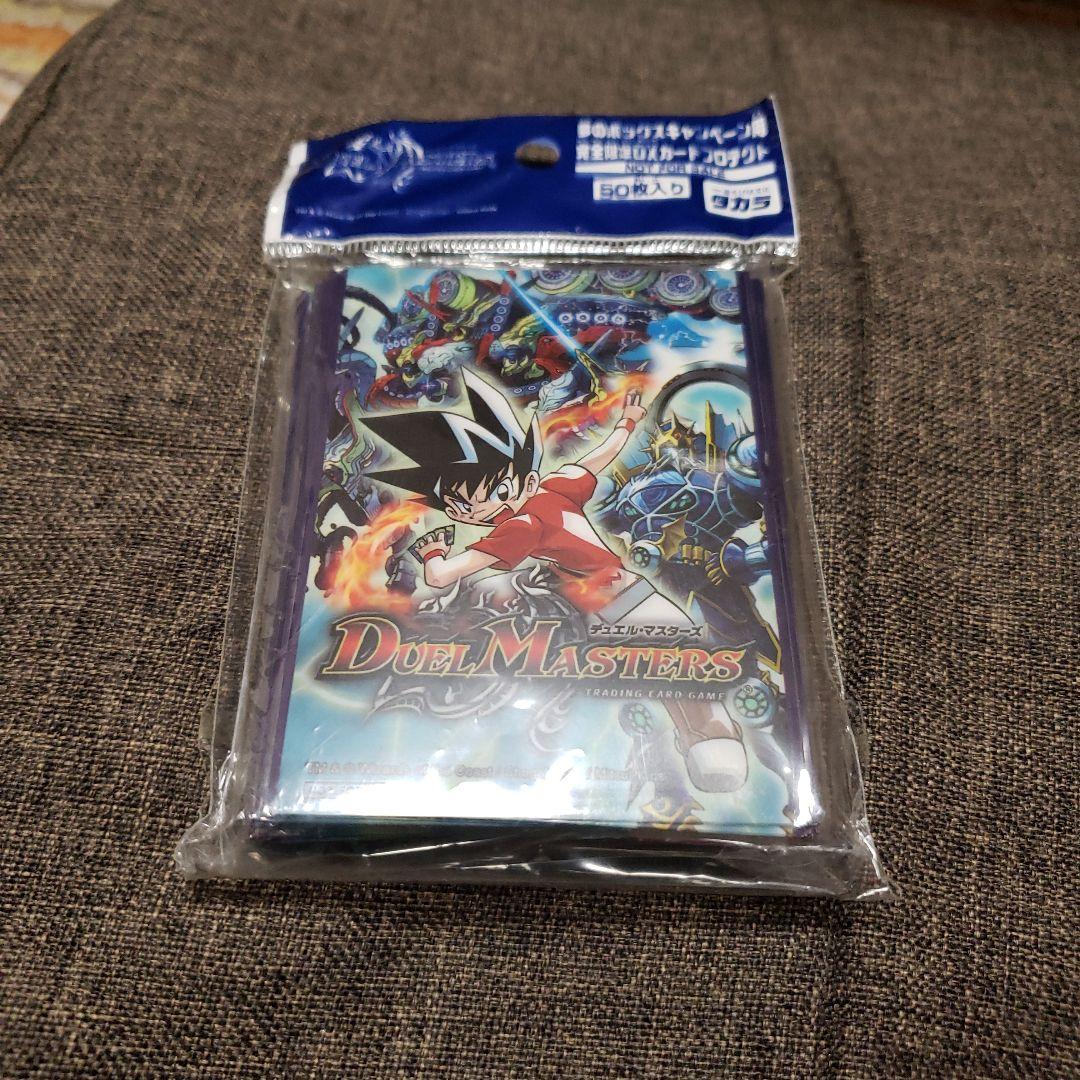 夢のボックスキャンペーン用
完全限定DXカードプロテクト
NOT FOR SALE
50枚入り
タカラ
デュエル・マスターズ
DUEL MASTERS
TRADING CARD GAME
TM & ©